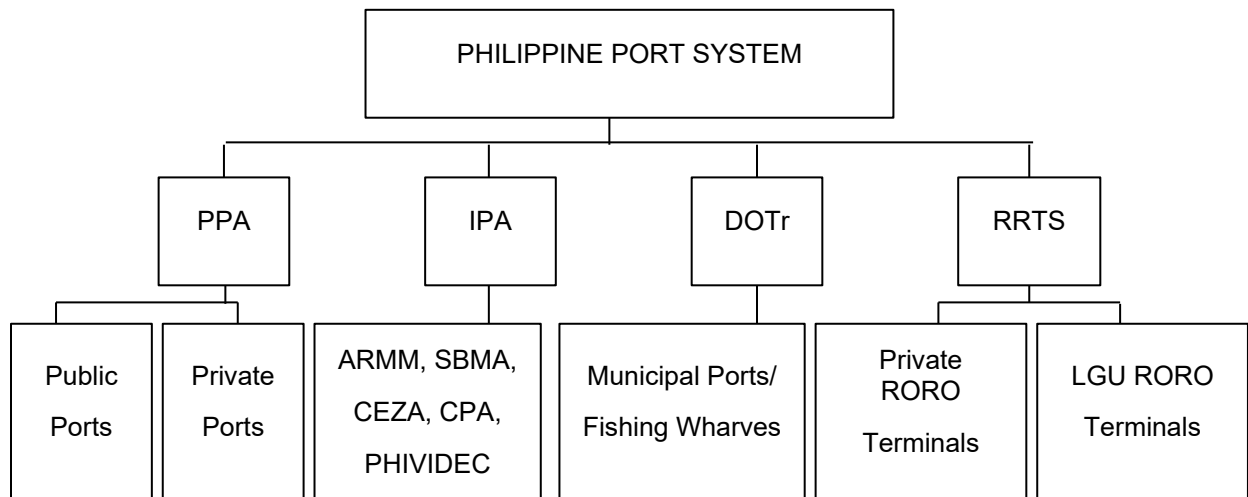 PHILIPPINE PORT SYSTEM
PPA
IPA
DOTr
RRTS
Public
Ports
Private
Ports
ARMM, SBMA,
CEZA, CPA,
PHIVIDEC
Municipal Ports/
Fishing Wharves
Private
RORO
Terminals
LGU RORO
Terminals